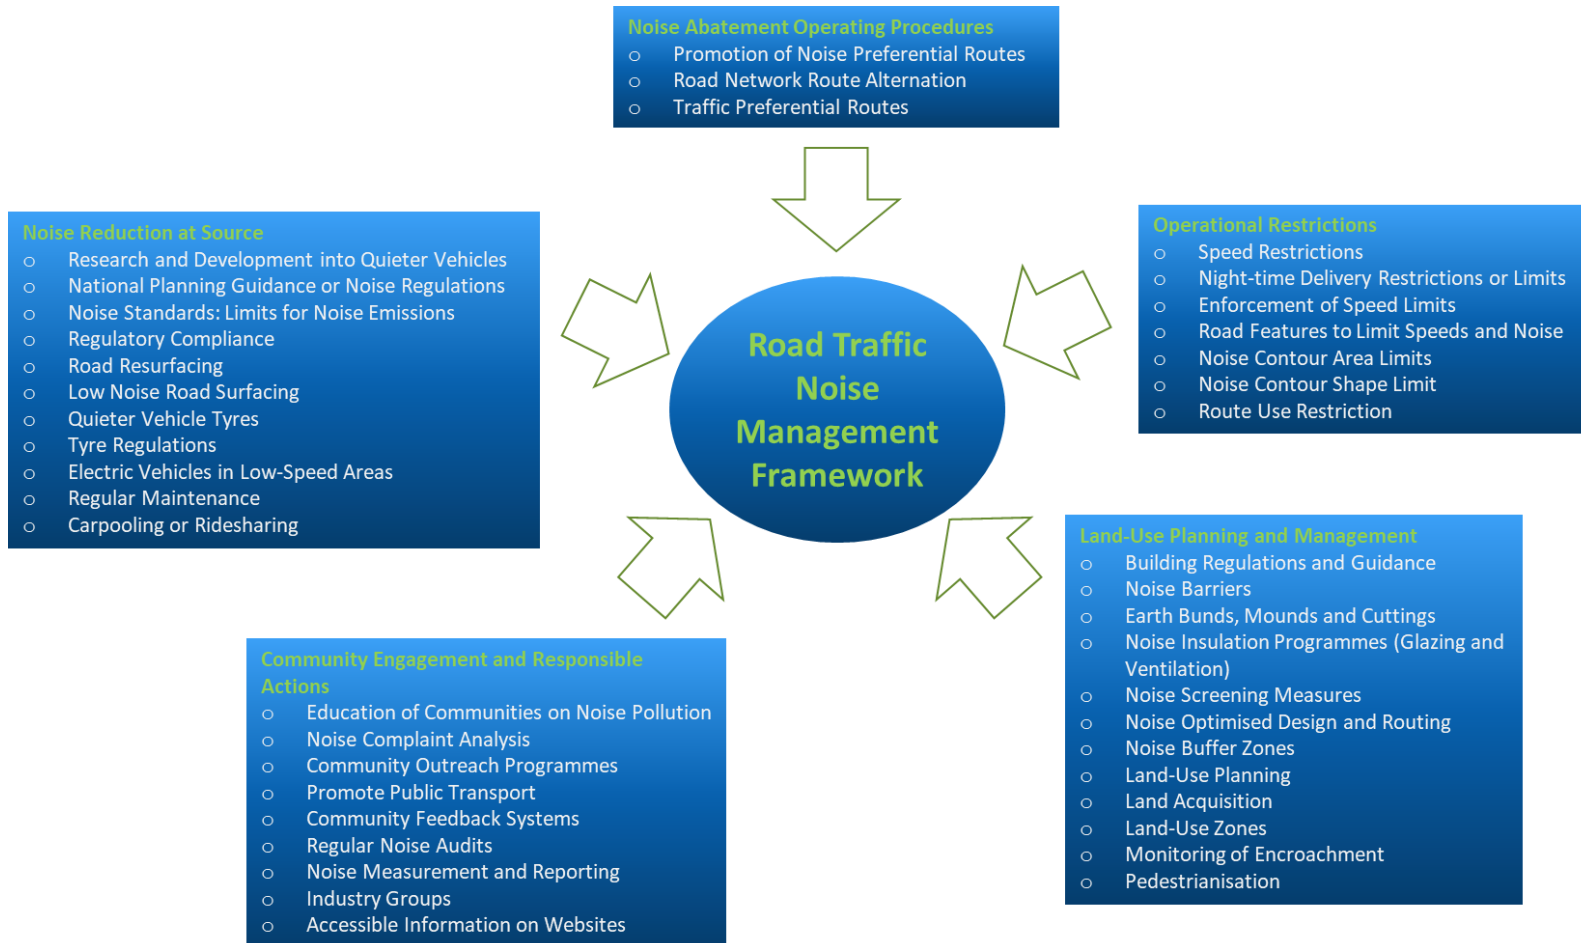 Noise Abatement Operating Procedures
o Promotion of Noise Preferential Routes
o Road Network Route Alternation
o Traffic Preferential Routes
Noise Reduction at Source
o Research and Development into Quieter Vehicles
o National Planning Guidance or Noise Regulations
o Noise Standards: Limits for Noise Emissions
o Regulatory Compliance
o Road Resurfacing
o Low Noise Road Surfacing
o Quieter Vehicle Tyres
o Tyre Regulations
o Electric Vehicles in Low-Speed Areas
o Regular Maintenance
o Carpooling or Ridesharing
Operational Restrictions
o Speed Restrictions
o Night-time Delivery Restrictions or Limits
o Enforcement of Speed Limits
o Road Features to Limit Speeds and Noise
o Noise Contour Area Limits
o Noise Contour Shape Limit
o Route Use Restriction
Road Traffic
Noise
Management
Framework
Community Engagement and Responsible
Actions
o Education of Communities on Noise Pollution
o Noise Complaint Analysis
o Community Outreach Programmes
o Promote Public Transport
o Community Feedback Systems
o Regular Noise Audits
o Noise Measurement and Reporting
o Industry Groups
o Accessible Information on Websites
Land-Use Planning and Management
o Building Regulations and Guidance
o Noise Barriers
o Earth Bunds, Mounds and Cuttings
o Noise Insulation Programmes (Glazing and
Ventilation)
o Noise Screening Measures
o Noise Optimised Design and Routing
o Noise Buffer Zones
o Land-Use Planning
o Land Acquisition
o Land-Use Zones
o Monitoring of Encroachment
o Pedestrianisation